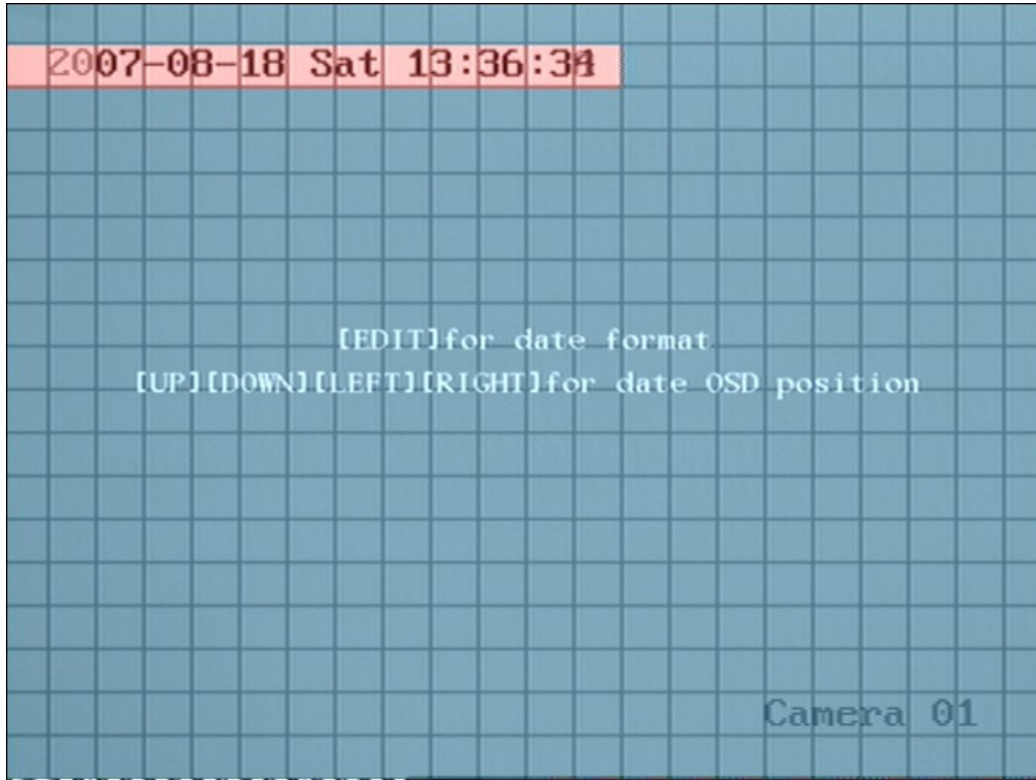 2007-08-18 Sat 13:36:34
[EDIT]for date format
[UP][DOWN][LEFT][RIGHT]for date OSD position
Camera 01